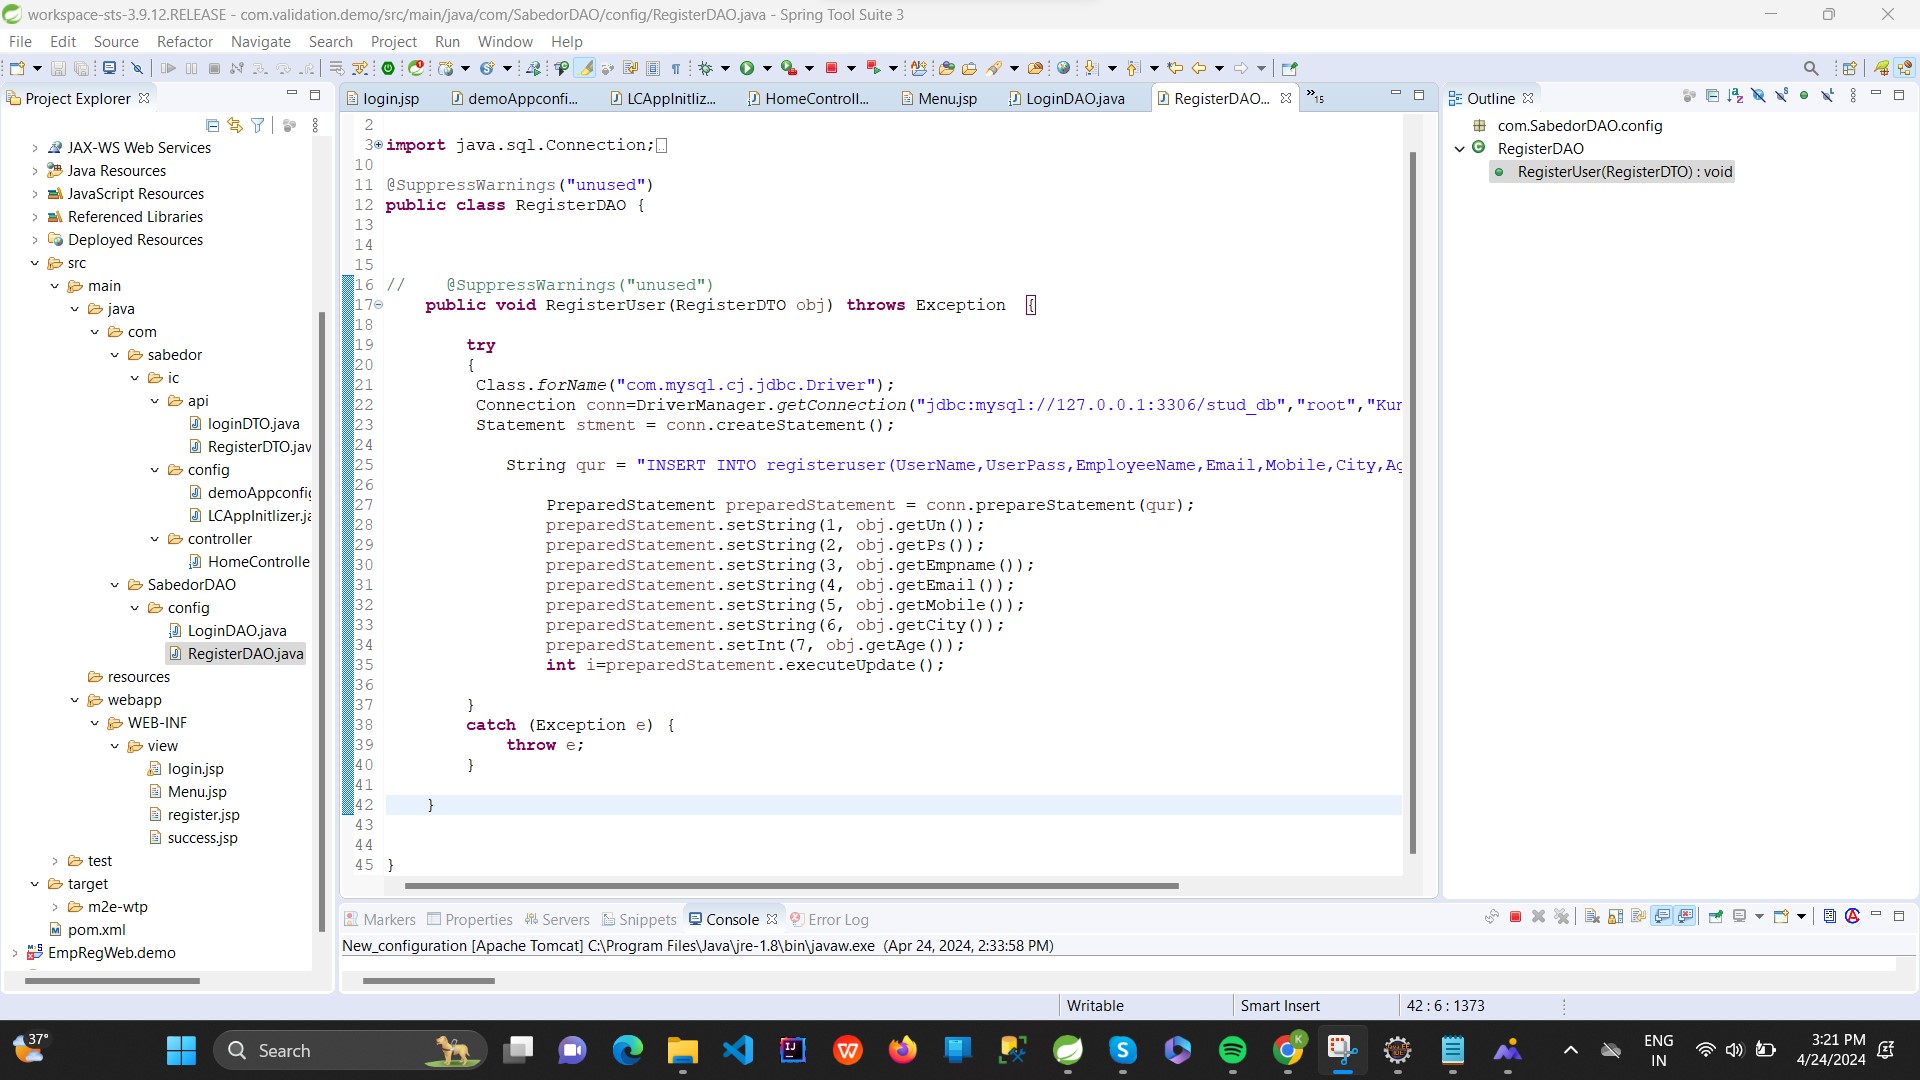 workspace-sts-3.9.12.RELEASE - com.validation.demo/src/main/java/com/SabedorDAO/config/RegisterDAO.java - Spring Tool Suite 3
File Edit Source Refactor Navigate Search Project Run Window Help
Project Explorer
JAX-WS Web Services
Java Resources
JavaScript Resources
Referenced Libraries
Deployed Resources
src
main
java
com
sabedor
ic
api
loginDTO.java
RegisterDTO.jav
config
demoAppconfig
LCAppInitlizer.ja
controller
HomeControlle
SabedorDAO
config
LoginDAO.java
RegisterDAO.java
resources
webapp
WEB-INF
view
login.jsp
Menu.jsp
register.jsp
success.jsp
test
target
m2e-wtp
pom.xml
EmpRegWeb.demo
login.jsp demoAppconfi... LCAppInitliz... HomeControll... Menu.jsp LoginDAO.java RegisterDAO... »15
2
3 import java.sql.Connection;
10
11 @SuppressWarnings("unused")
12 public class RegisterDAO {
13
14
15
16 // @SuppressWarnings("unused")
17 public void RegisterUser(RegisterDTO obj) throws Exception {
18
19 try
20 {
21 Class.forName("com.mysql.cj.jdbc.Driver");
22 Connection conn=DriverManager.getConnection("jdbc:mysql://127.0.0.1:3306/stud_db","root","Kur
23 Statement stment = conn.createStatement();
24
25 String qur = "INSERT INTO registeruser(UserName,UserPass,EmployeeName,Email,Mobile,City,Ag
26
27 PreparedStatement preparedStatement = conn.prepareStatement(qur);
28 preparedStatement.setString(1, obj.getUn());
29 preparedStatement.setString(2, obj.getPs());
30 preparedStatement.setString(3, obj.getEmpname());
31 preparedStatement.setString(4, obj.getEmail());
32 preparedStatement.setString(5, obj.getMobile());
33 preparedStatement.setString(6, obj.getCity());
34 preparedStatement.setInt(7, obj.getAge());
35 int i=preparedStatement.executeUpdate();
36
37 }
38 catch (Exception e) {
39 throw e;
40 }
41
42 }
43
44
45 }
Outline
com.SabedorDAO.config
RegisterDAO
RegisterUser(RegisterDTO) : void
Markers Properties Servers Snippets Console Error Log
New_configuration [Apache Tomcat] C:\Program Files\Java\jre-1.8\bin\javaw.exe (Apr 24, 2024, 2:33:58 PM)
Writable Smart Insert 42 : 6 : 1373
37°
Search
ENG
IN
3:21 PM
4/24/2024